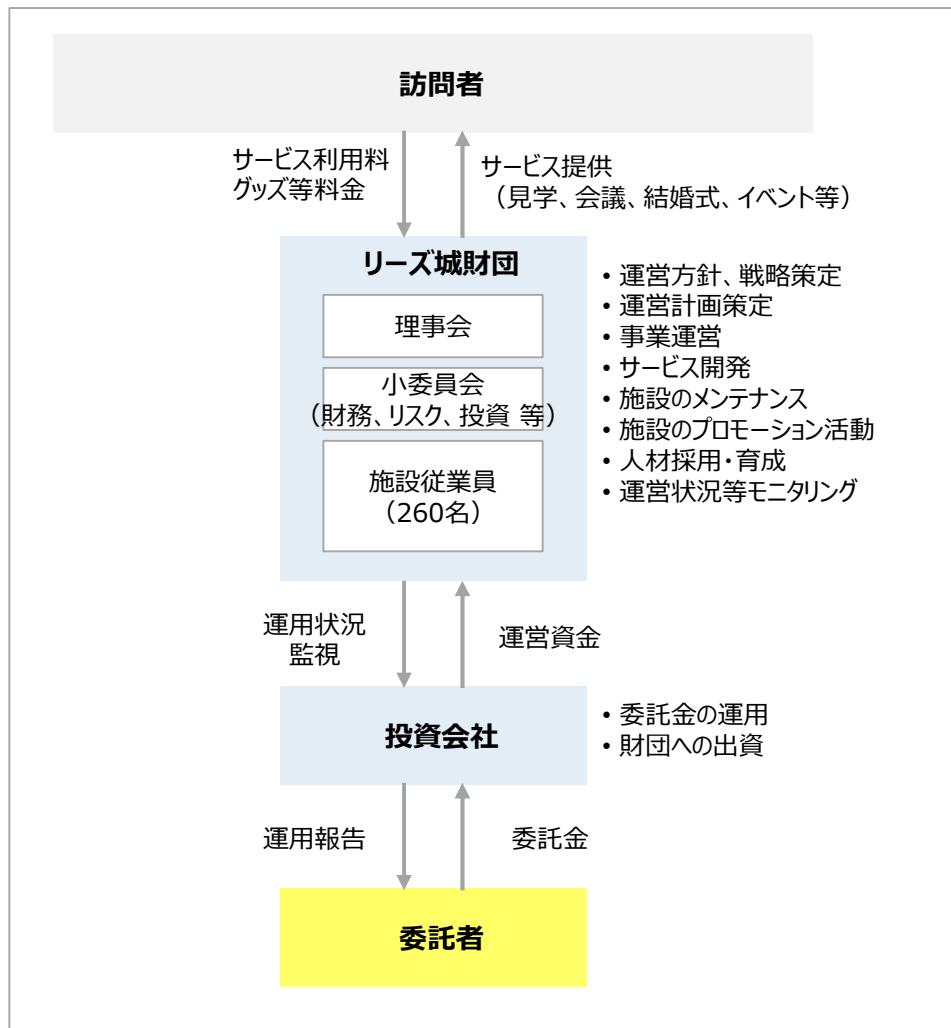 訪問者
サービス利用料
グッズ等料金
サービス提供
（見学、会議、結婚式、イベント等）
リーズ城財団
理事会
小委員会
（財務、リスク、投資 等）
施設従業員
（260名）
• 運営方針、戦略策定
• 運営計画策定
• 事業運営
• サービス開発
• 施設のメンテナンス
• 施設のプロモーション活動
• 人材採用・育成
• 運営状況等モニタリング
運用状況
監視
運営資金
投資会社
• 委託金の運用
• 財団への出資
運用報告
委託金
委託者